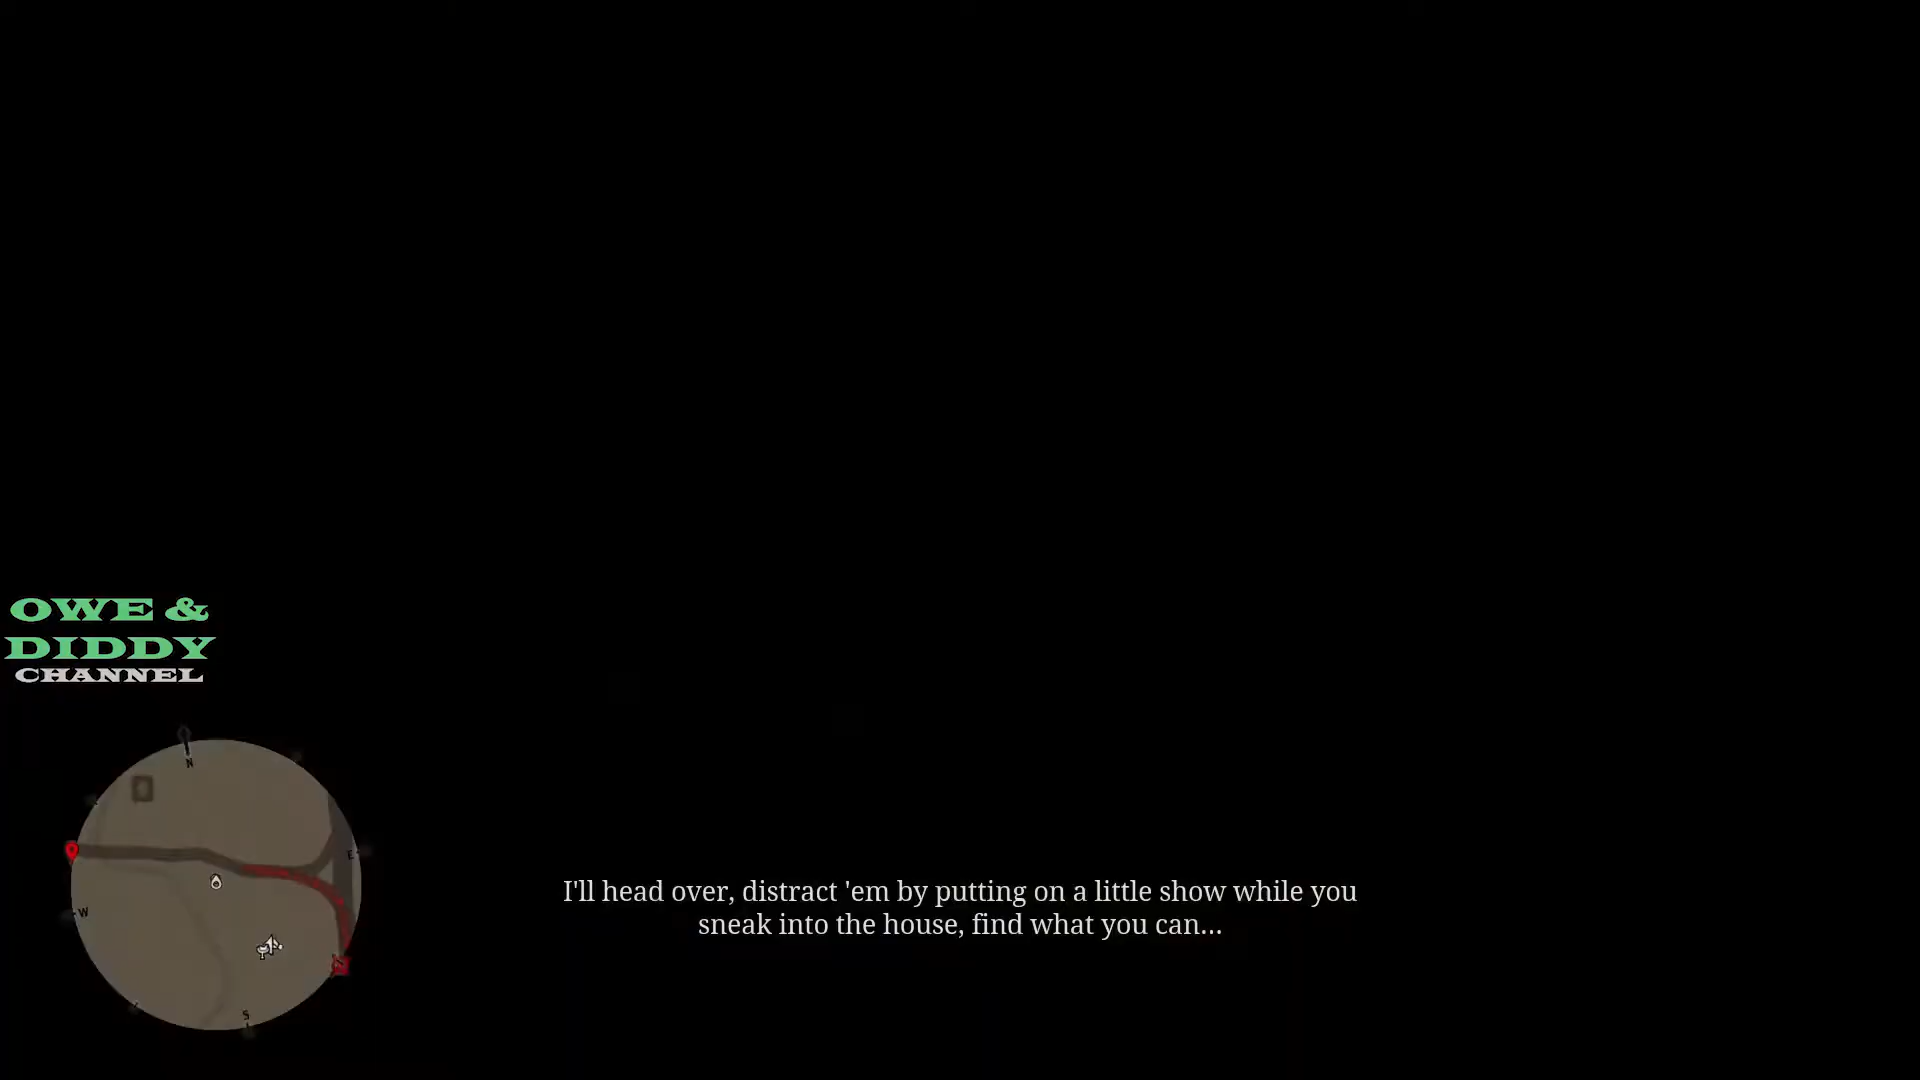 OWE &
DIDDY
CHANNEL
N
E
W
S
I'll head over, distract 'em by putting on a little show while you
sneak into the house, find what you can...